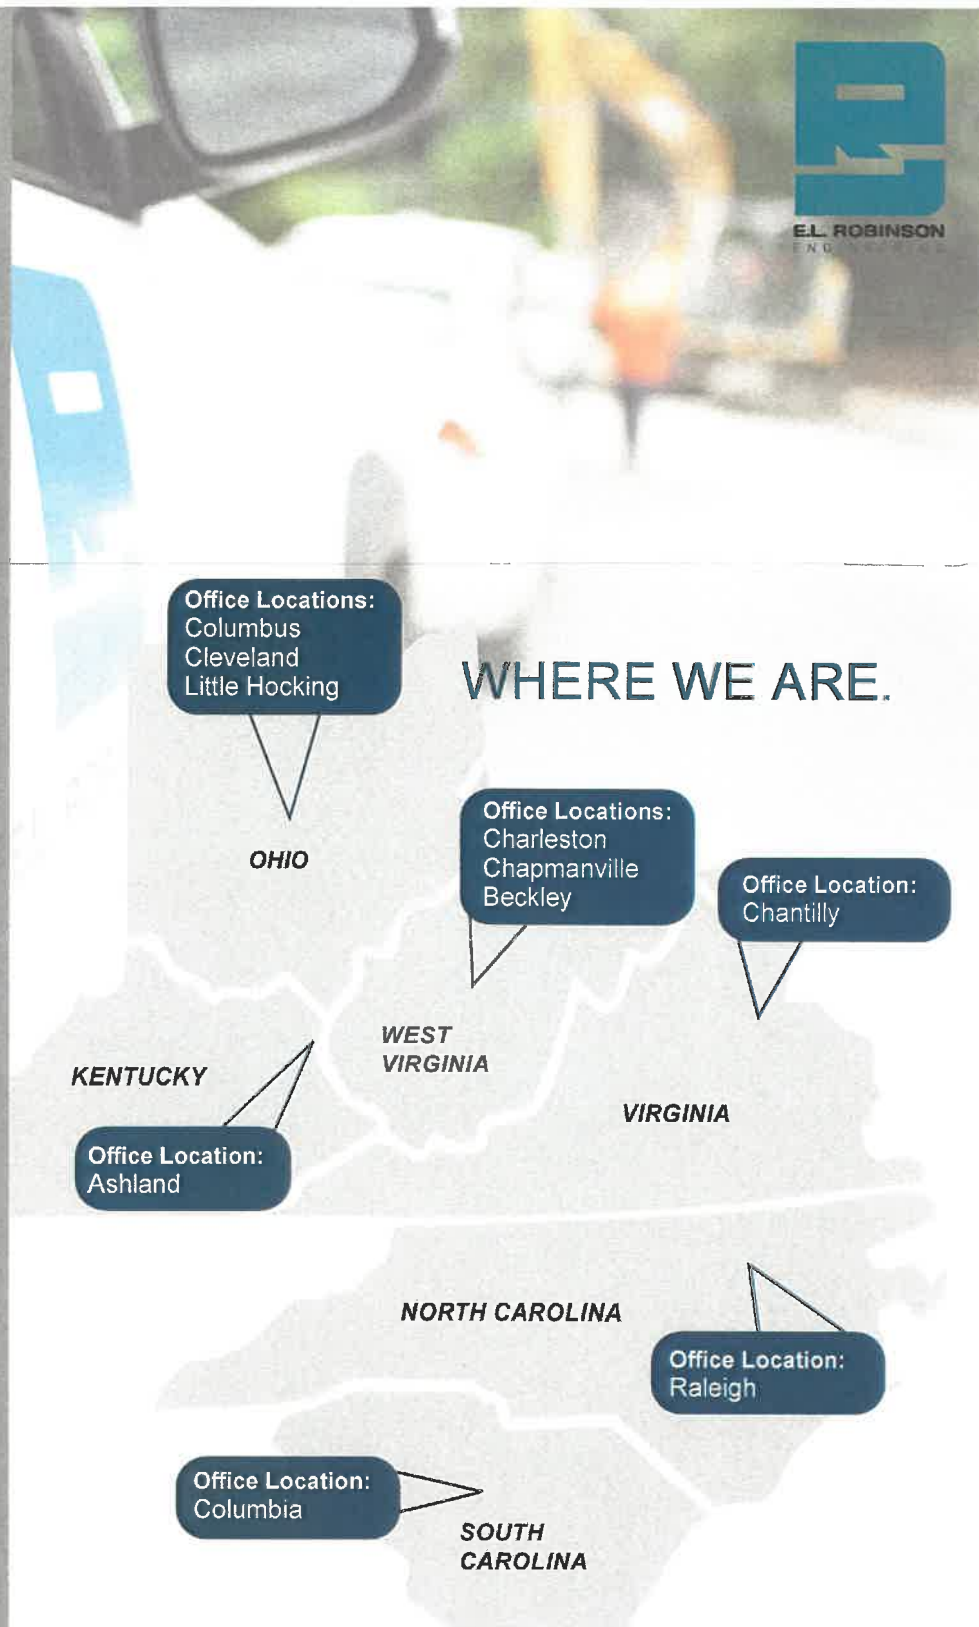 E.L. ROBINSON
ENGINEERING
Office Locations:
Columbus
Cleveland
Little Hocking
WHERE WE ARE.
OHIO
Office Locations:
Charleston
Chapmanville
Beckley
Office Location:
Chantilly
WEST
VIRGINIA
KENTUCKY
VIRGINIA
Office Location:
Ashland
NORTH CAROLINA
Office Location:
Raleigh
Office Location:
Columbia
SOUTH
CAROLINA